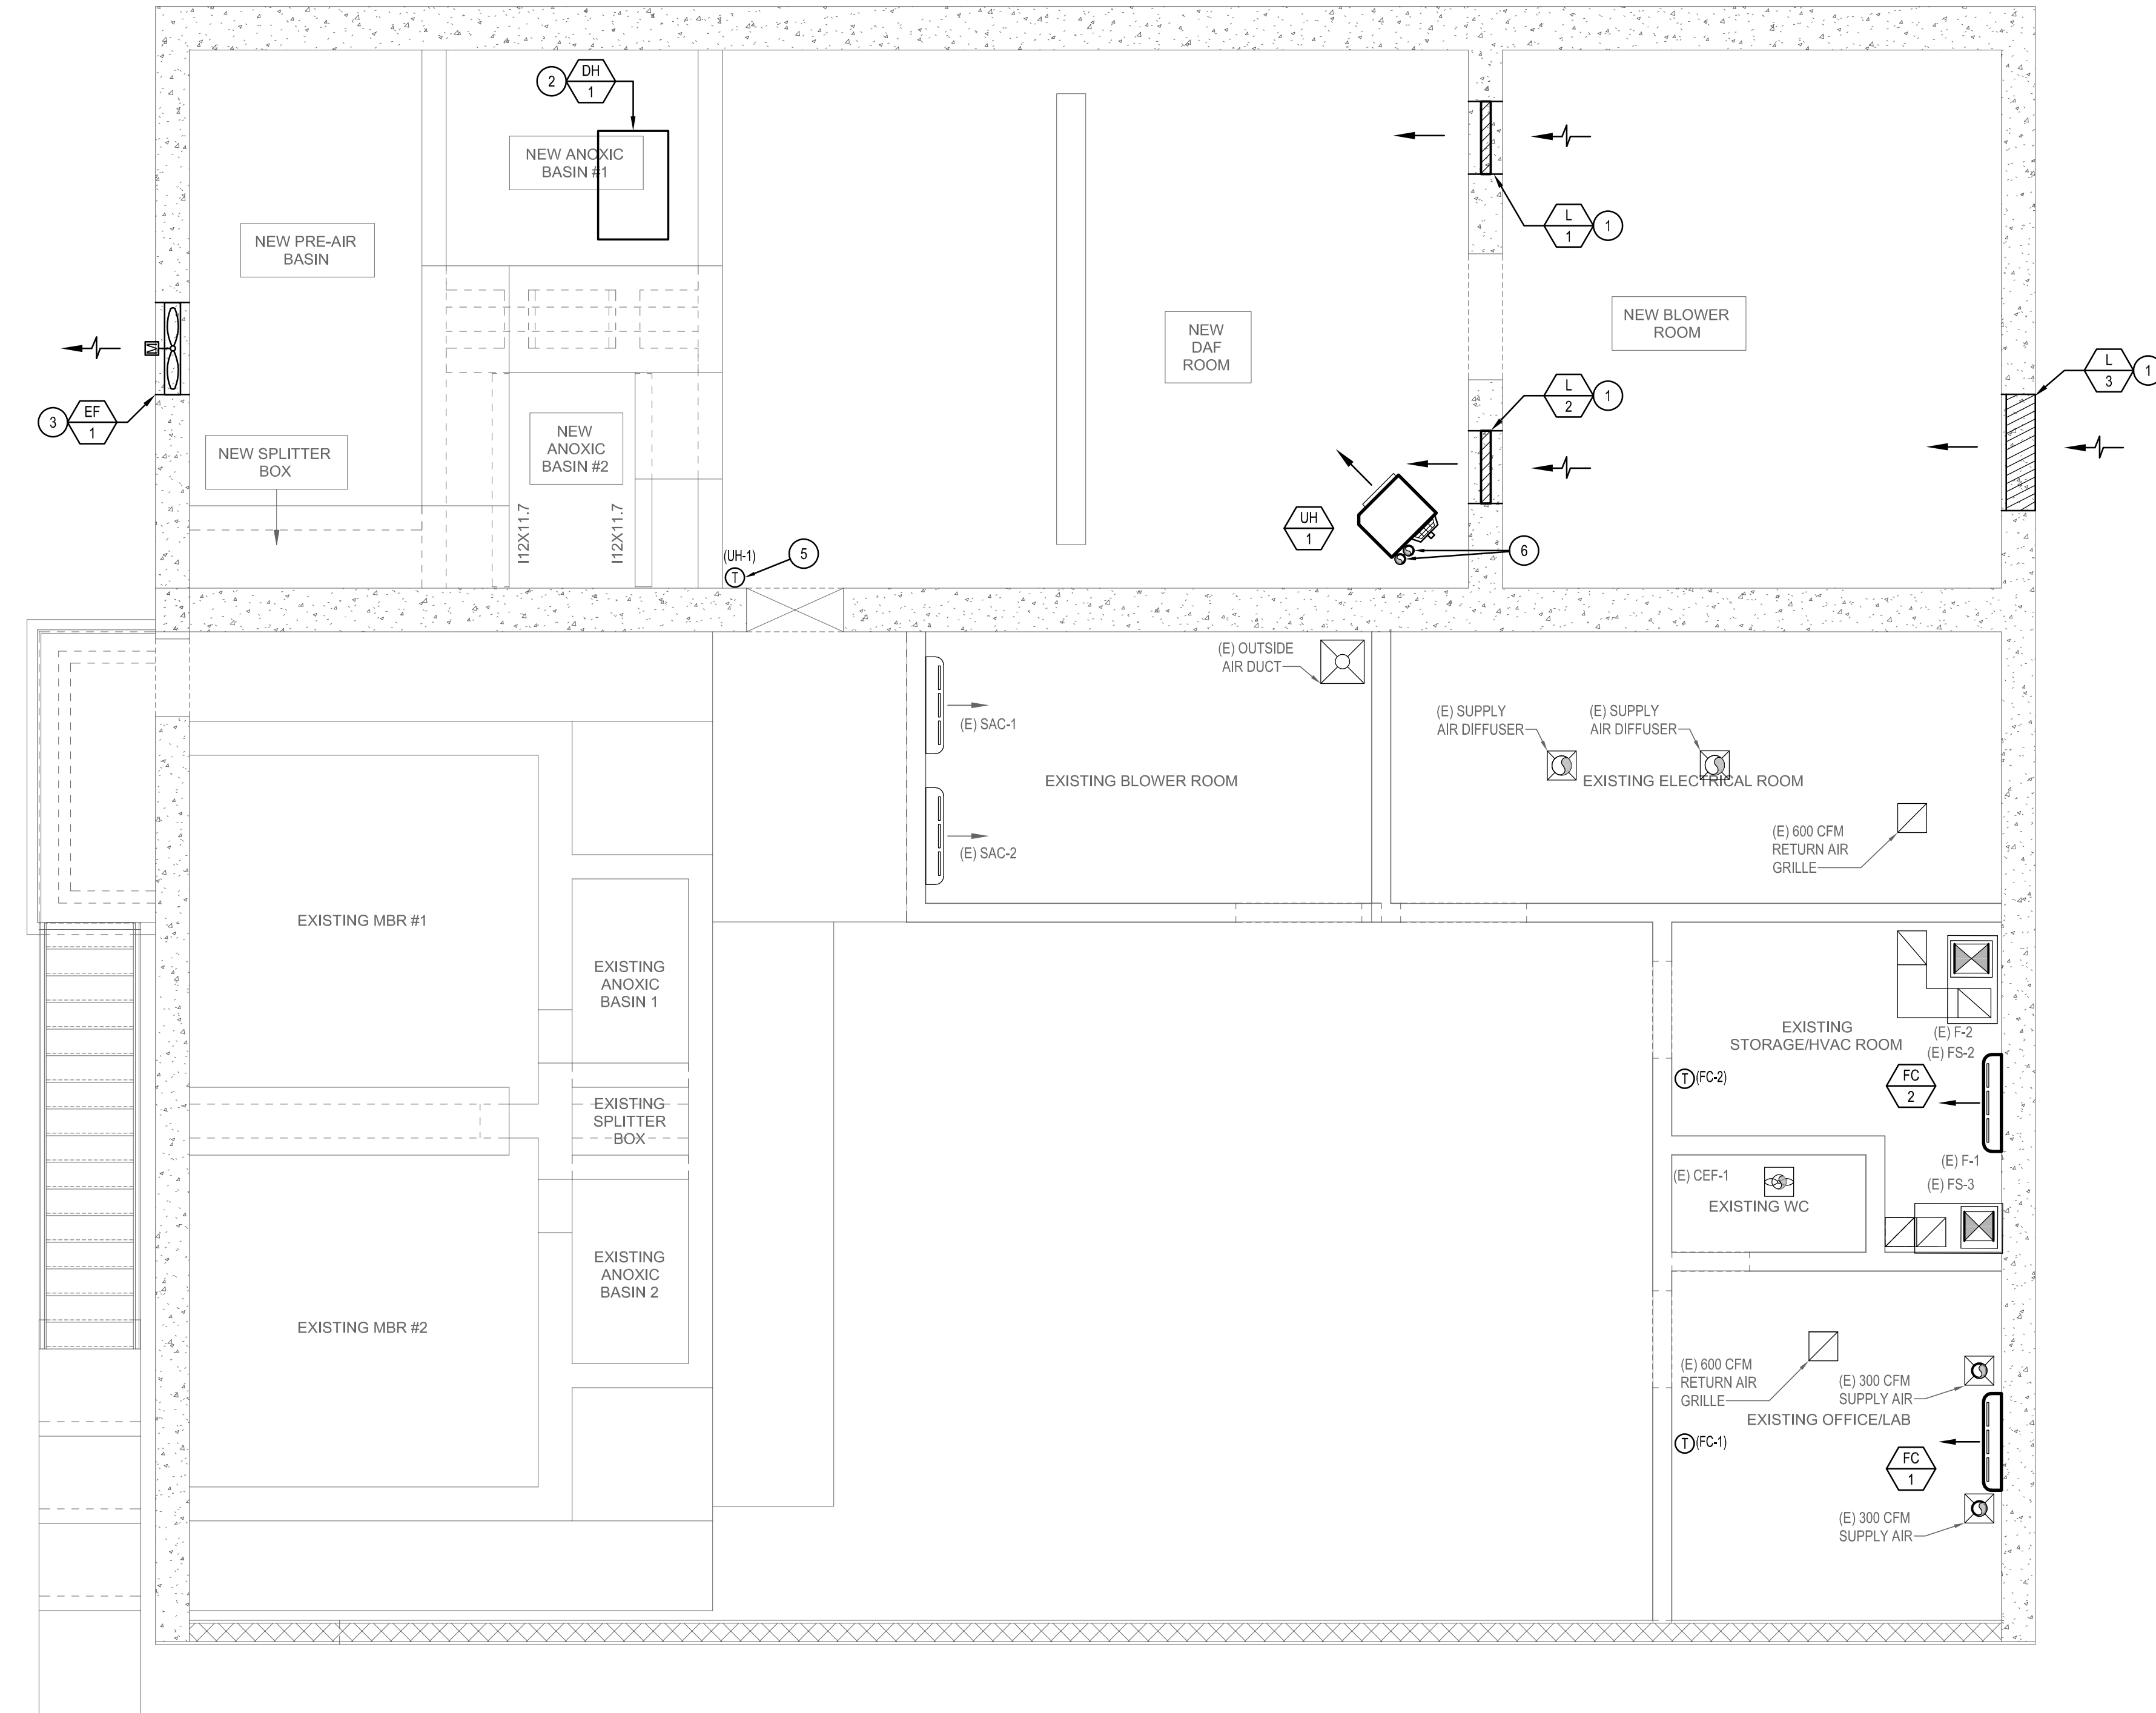 2
DH
1
NEW ANOXIC
BASIN #1
NEW PRE-AIR
BASIN
L
1
1
NEW
DAF
ROOM
NEW BLOWER
ROOM
M
3
EF
1
L
2
1
L
3
1
NEW SPLITTER
BOX
NEW
ANOXIC
BASIN #2
I12X11.7
I12X11.7
(UH-1)
T
5
UH
1
6
(E) OUTSIDE
AIR DUCT
(E) SAC-1
(E) SUPPLY
AIR DIFFUSER
(E) SUPPLY
AIR DIFFUSER
EXISTING BLOWER ROOM
EXISTING ELECTRICAL ROOM
(E) SAC-2
(E) 600 CFM
RETURN AIR
GRILLE
EXISTING MBR #1
EXISTING
ANOXIC
BASIN 1
EXISTING
STORAGE/HVAC ROOM
(E) F-2
(E) FS-2
T
(FC-2)
FC
2
EXISTING
SPLITTER
BOX
(E) F-1
(E) FS-3
(E) CEF-1
EXISTING WC
EXISTING
ANOXIC
BASIN 2
EXISTING MBR #2
(E) 600 CFM
RETURN AIR
GRILLE
(E) 300 CFM
SUPPLY AIR
EXISTING OFFICE/LAB
T
(FC-1)
FC
1
(E) 300 CFM
SUPPLY AIR